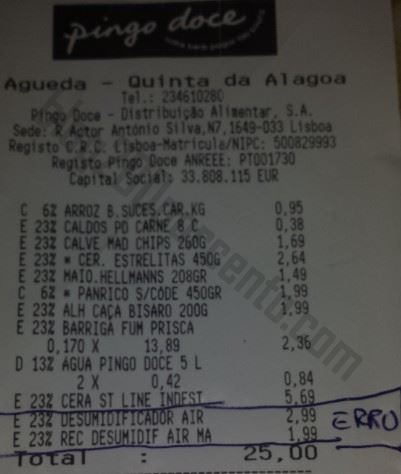 pingo doce
Agueda - Quinta da Alagoa
Tel.: 234610280
Pingo Doce - Distribuição Alimentar, S.A.
Sede: R.Actor António Silva,N7,1649-033 Lisboa
Registo C.R.C. Lisboa-Matricula/NIPC: 500829993
Registo Pingo Doce ANREEE: PT001730
Capital Social: 33.808.115 EUR
C 6% ARROZ B.SUCES.CAR.KG 0,95
E 23% CALDOS PD CARNE 8 C 0,38
E 23% CALVE MAD CHIPS 260G 1,69
E 23% * CER. ESTRELITAS 450G 2,64
E 23% MAIO.HELLMANNS 208GR 1,49
C 6% * PANRICO S/CODE 450GR 1,99
E 23% ALH CAÇA BISARO 200G 1,99
E 23% BARRIGA FUM PRISCA
0,170 X 13,89 2,36
D 13% AGUA PINGO DOCE 5 L
2 X 0,42 0,84
E 23% CERA ST LINE INDEST 5,69
E 23% DESUMIDIFICADOR AIR 2,99
E 23% REC DESUMIDIF AIR MA 1,99
ERRO
Total : 25,00